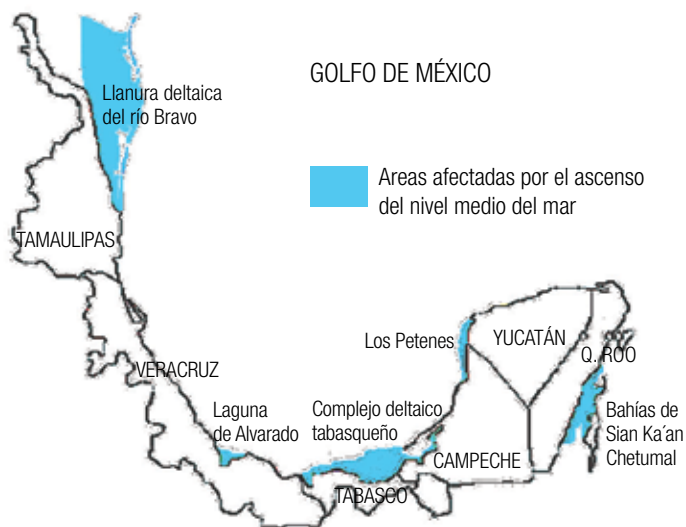 GOLFO DE MÉXICO
Llanura deltaica
del río Bravo
Areas afectadas por el ascenso
del nivel medio del mar
TAMAULIPAS
Los Petenes
YUCATÁN
Q. ROO
VERACRUZ
Laguna
de Alvarado
Complejo deltaico
tabasqueño
Bahías de
Sian Ka´an
Chetumal
CAMPECHE
TABASCO